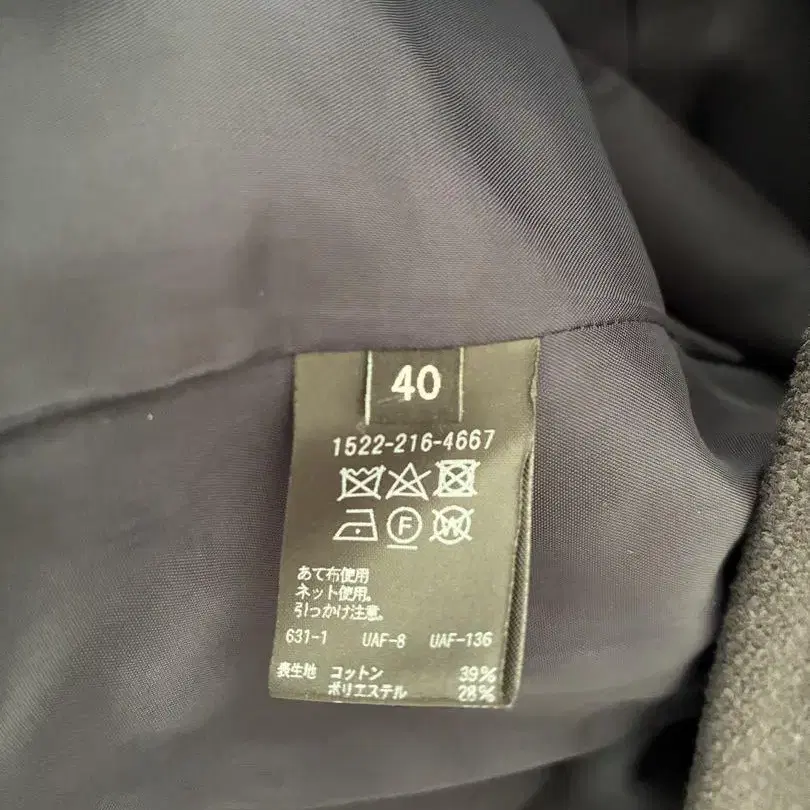 40
1522-216-4667
F W
あて布使用
ネット使用。
引っかけ注意。
631-1 UAF-8 UAF-136
表生地 コットン 39%
ポリエステル 28%